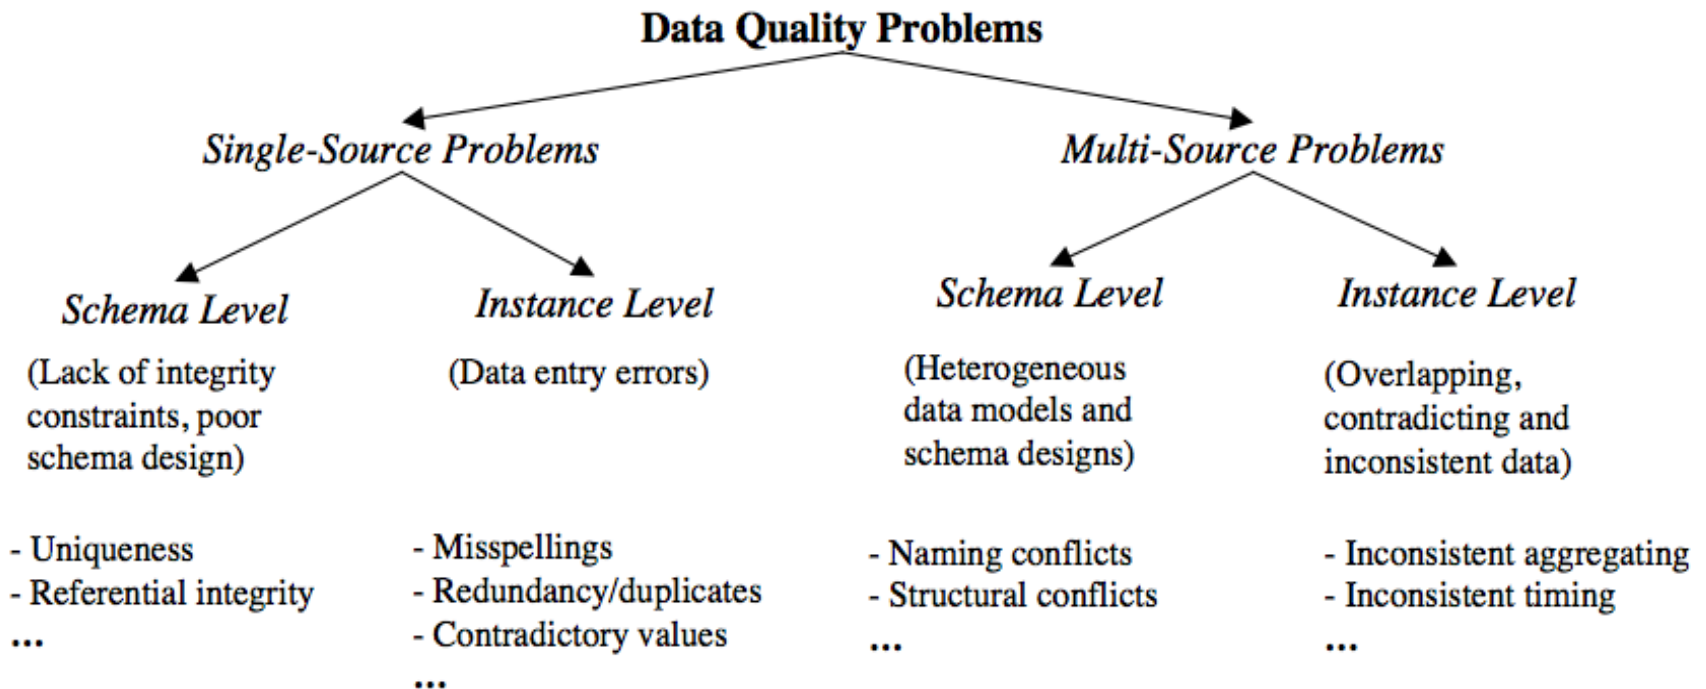 Data Quality Problems
Single-Source Problems
Multi-Source Problems
Schema Level
Instance Level
Schema Level
Instance Level
(Lack of integrity
constraints, poor
schema design)
(Data entry errors)
(Heterogeneous
data models and
schema designs)
(Overlapping,
contradicting and
inconsistent data)
- Uniqueness
- Referential integrity
...
- Misspellings
- Redundancy/duplicates
- Contradictory values
...
- Naming conflicts
- Structural conflicts
...
- Inconsistent aggregating
- Inconsistent timing
...